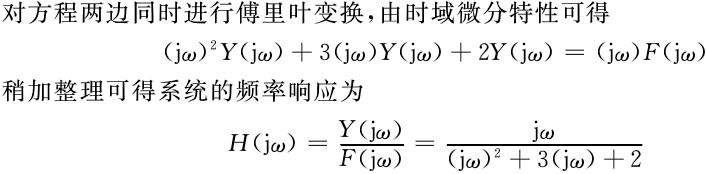 对方程两边同时进行傅里叶变换,由时域微分特性可得
(jω)²Y(jω) + 3(jω)Y(jω) + 2Y(jω) = (jω)F(jω)
稍加整理可得系统的频率响应为
H(jω) = Y(jω)/F(jω) = jω/((jω)² + 3(jω) + 2)